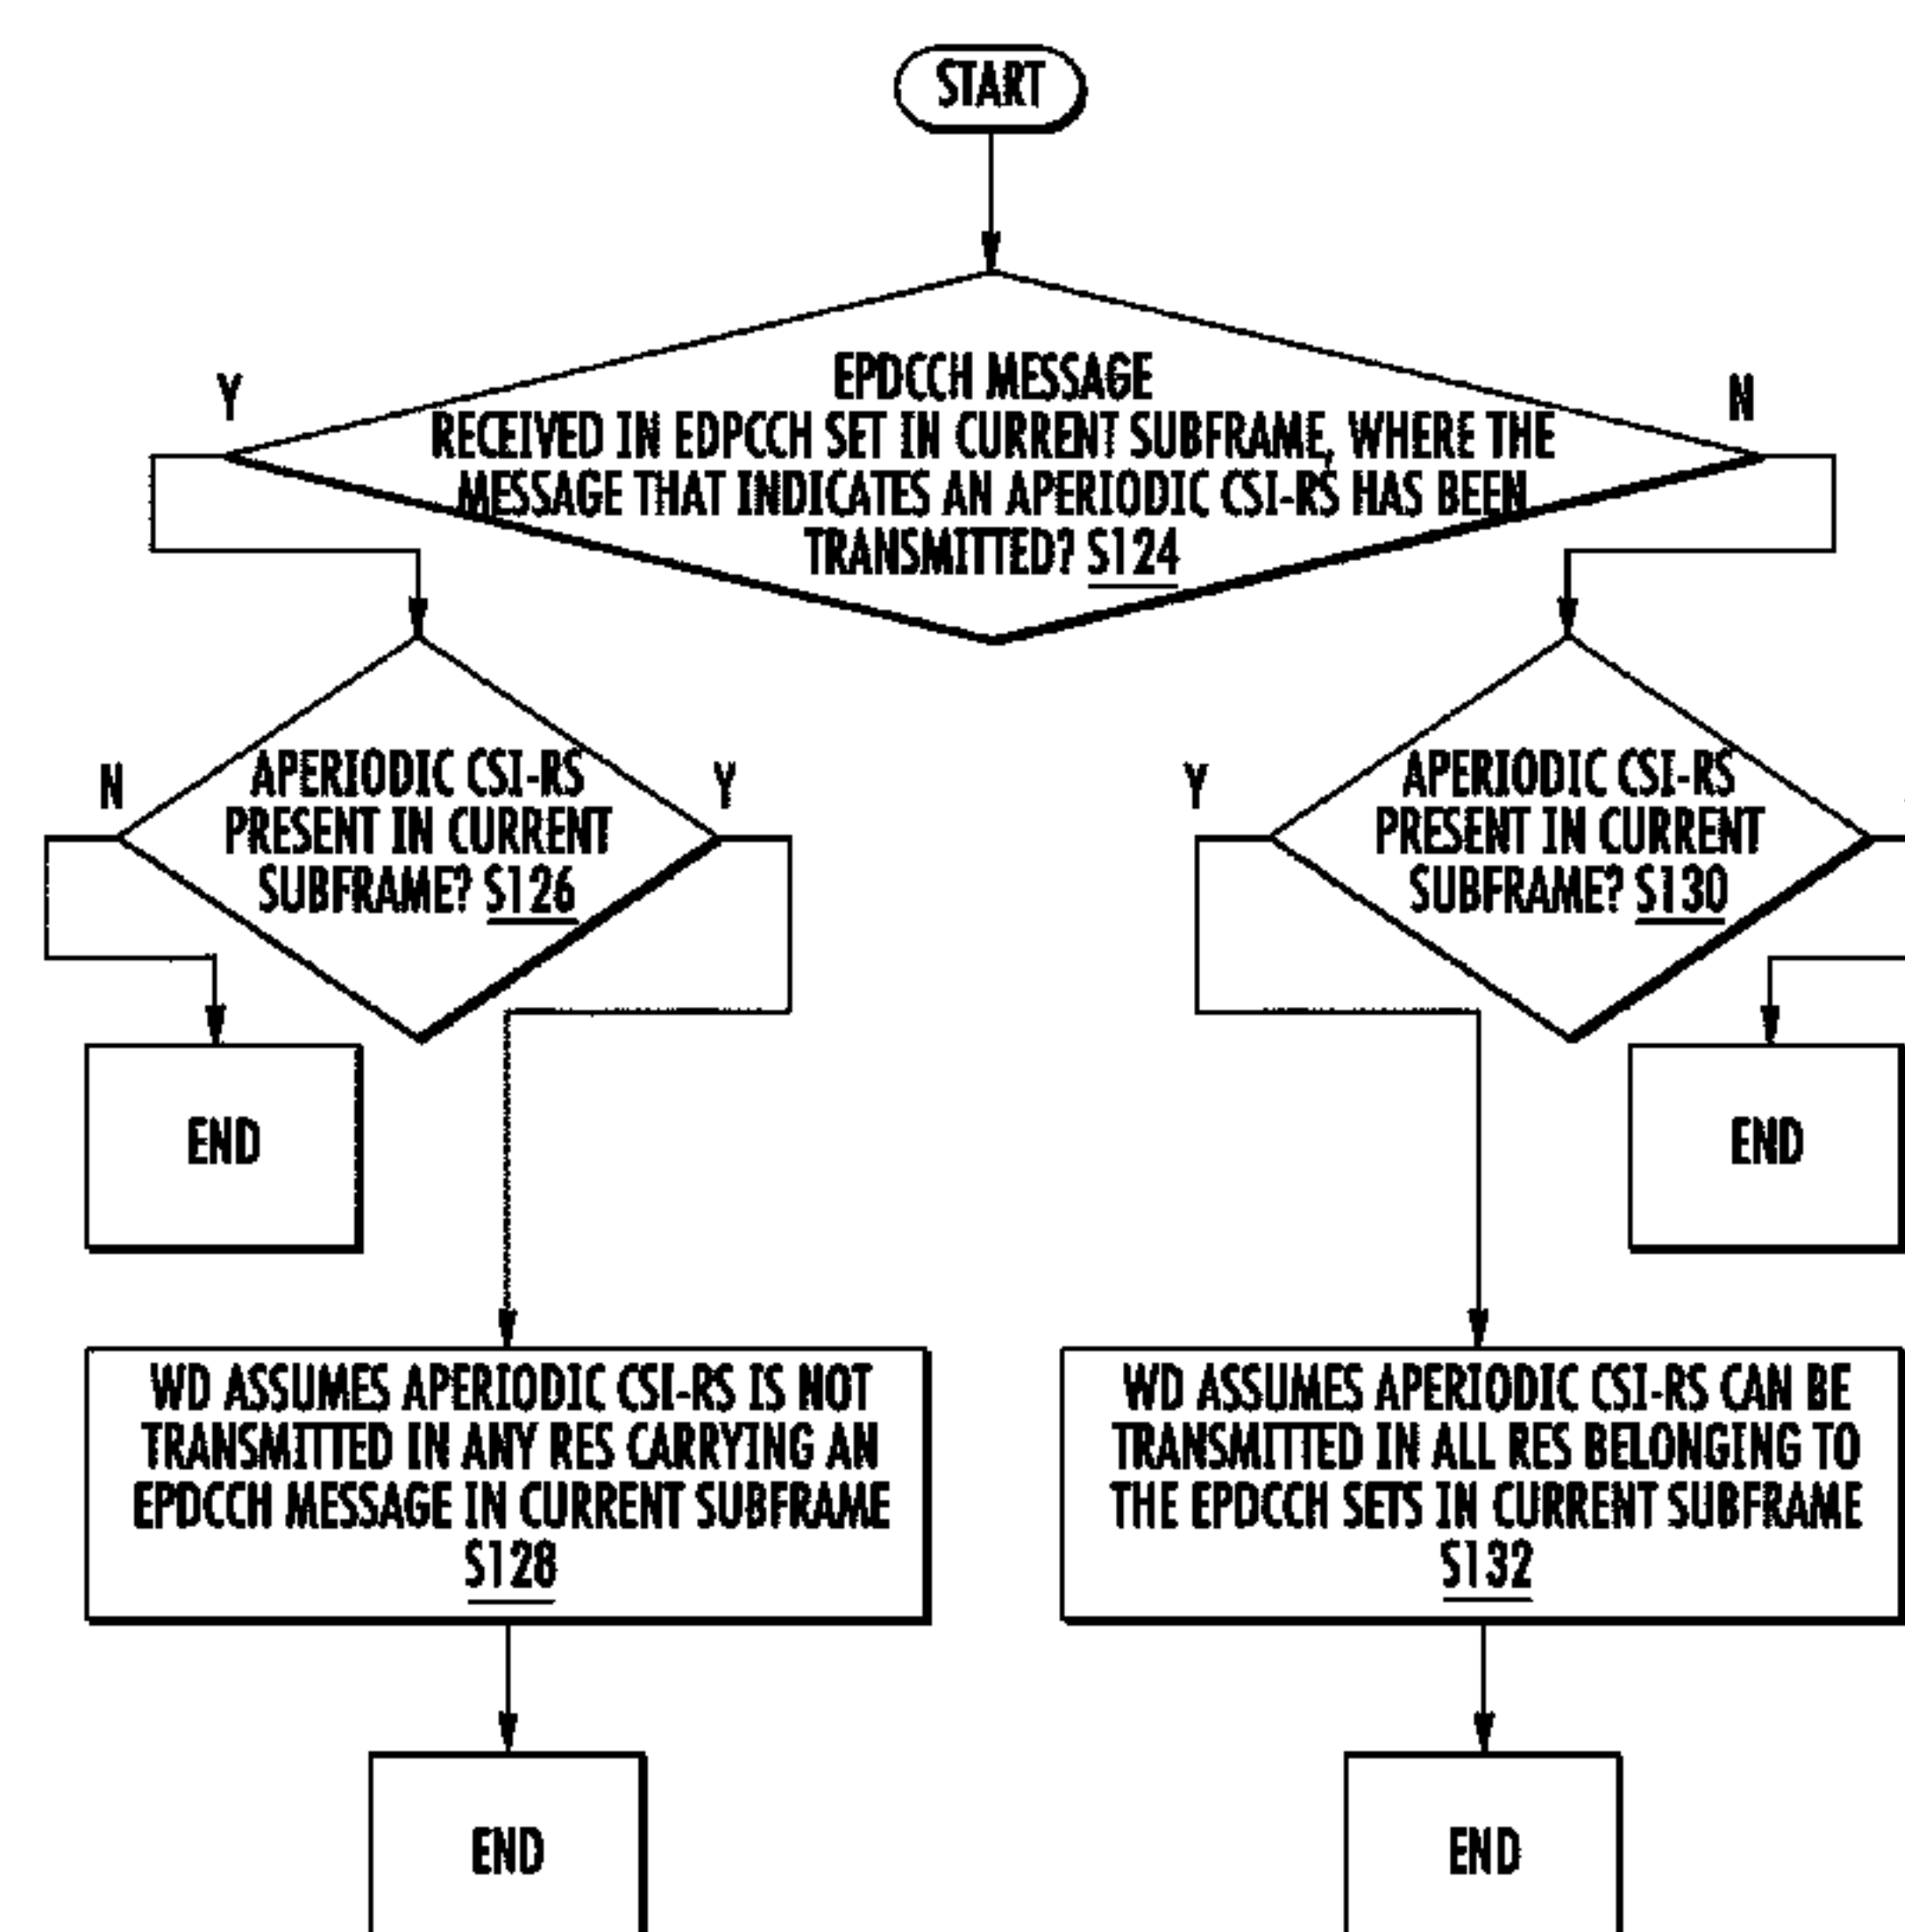 START
Y
N
EPDCCH MESSAGE
RECEIVED IN EDPCCH SET IN CURRENT SUBFRAME, WHERE THE
MESSAGE THAT INDICATES AN APERIODIC CSI-RS HAS BEEN
TRANSMITTED? S124
N
APERIODIC CSI-RS
PRESENT IN CURRENT
SUBFRAME? S126
Y
Y
APERIODIC CSI-RS
PRESENT IN CURRENT
SUBFRAME? S130
END
END
WD ASSUMES APERIODIC CSI-RS IS NOT
TRANSMITTED IN ANY RES CARRYING AN
EPDCCH MESSAGE IN CURRENT SUBFRAME
S128
WD ASSUMES APERIODIC CSI-RS CAN BE
TRANSMITTED IN ALL RES BELONGING TO
THE EPDCCH SETS IN CURRENT SUBFRAME
S132
END
END